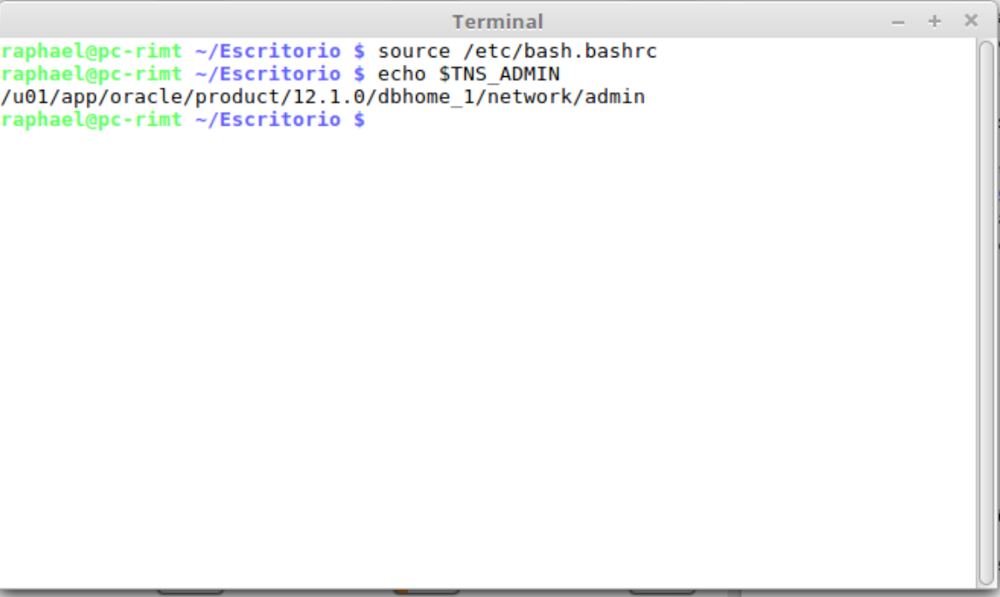 Terminal
raphael@pc-rimt ~/Escritorio $ source /etc/bash.bashrc
raphael@pc-rimt ~/Escritorio $ echo $TNS_ADMIN
/u01/app/oracle/product/12.1.0/dbhome_1/network/admin
raphael@pc-rimt ~/Escritorio $